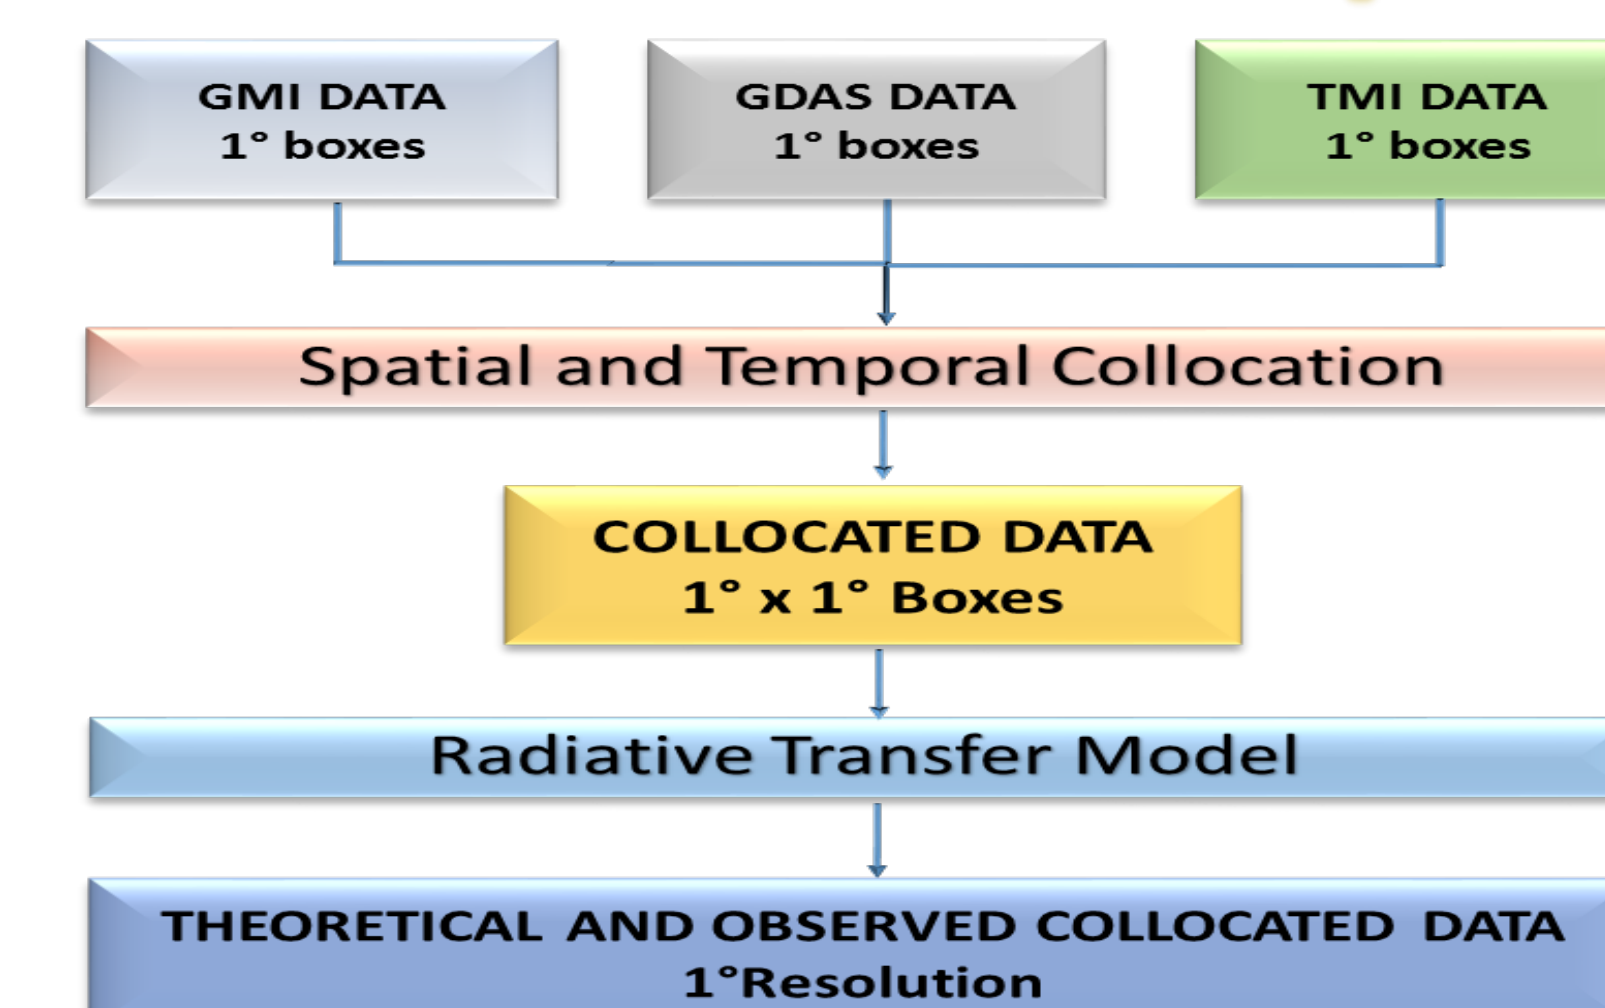 GMI DATA
1° boxes
GDAS DATA
1° boxes
TMI DATA
1° boxes
Spatial and Temporal Collocation
COLLOCATED DATA
1° x 1° Boxes
Radiative Transfer Model
THEORETICAL AND OBSERVED COLLOCATED DATA
1°Resolution